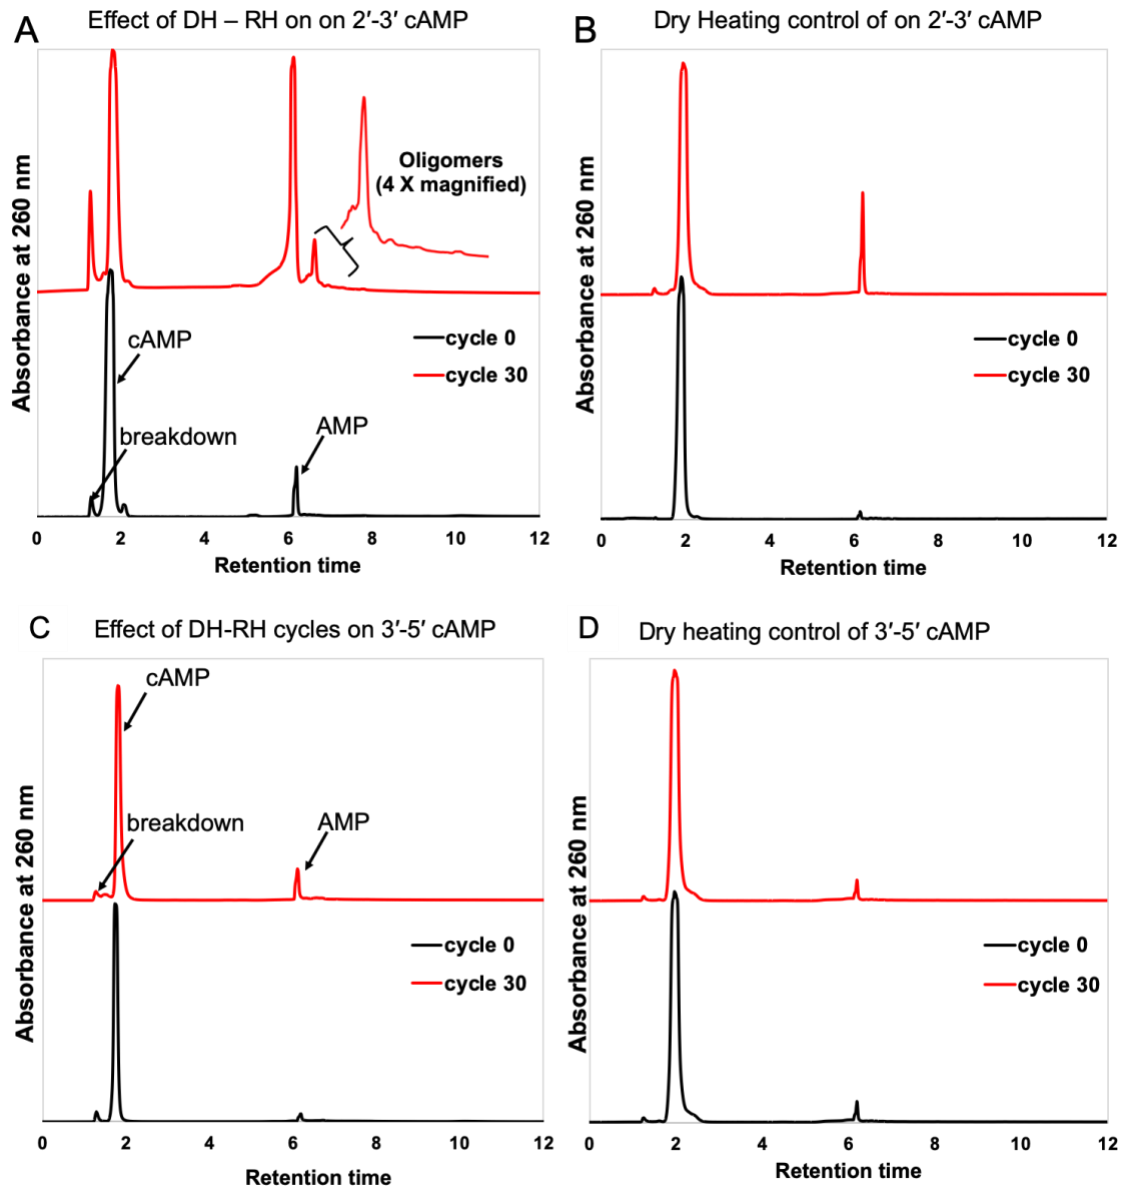 A
Effect of DH – RH on on 2′-3′ cAMP
Absorbance at 260 nm
Oligomers
(4 X magnified)
cAMP
breakdown
AMP
cycle 0
cycle 30
0 2 4 6 8 10 12
Retention time
B
Dry Heating control of on 2′-3′ cAMP
Absorbance at 260 nm
cycle 0
cycle 30
0 2 4 6 8 10 12
Retention time
C
Effect of DH-RH cycles on 3′-5′ cAMP
Absorbance at 260 nm
cAMP
breakdown
AMP
cycle 0
cycle 30
0 2 4 6 8 10 12
Retention time
D
Dry heating control of 3′-5′ cAMP
Absorbance at 260 nm
cycle 0
cycle 30
0 2 4 6 8 10 12
Retention time